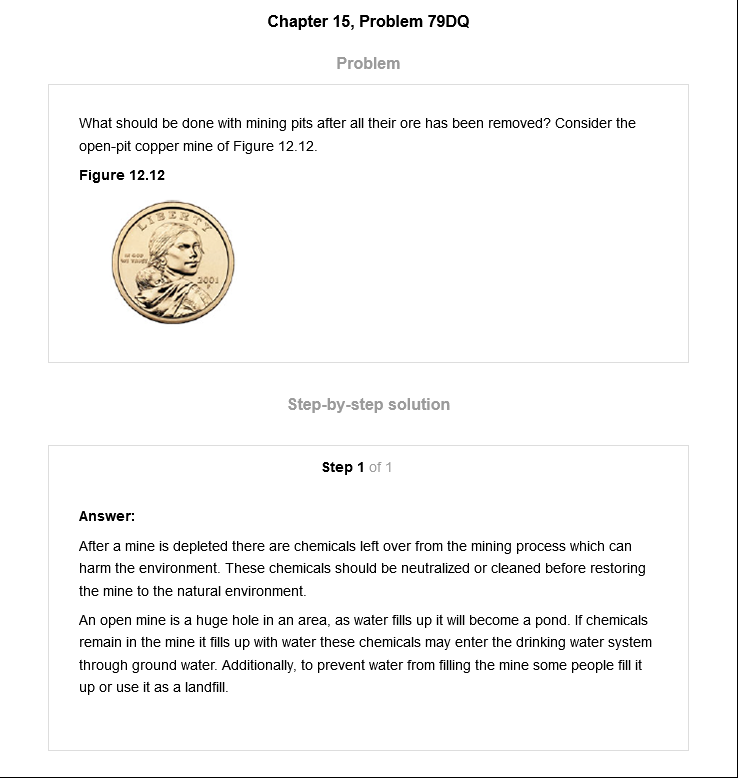 Chapter 15, Problem 79DQ
Problem
What should be done with mining pits after all their ore has been removed? Consider the
open-pit copper mine of Figure 12.12.
Figure 12.12
LIBERTY
IN GOD
WE TRUST
2001
P
Step-by-step solution
Step 1 of 1
Answer:
After a mine is depleted there are chemicals left over from the mining process which can
harm the environment. These chemicals should be neutralized or cleaned before restoring
the mine to the natural environment.
An open mine is a huge hole in an area, as water fills up it will become a pond. If chemicals
remain in the mine it fills up with water these chemicals may enter the drinking water system
through ground water. Additionally, to prevent water from filling the mine some people fill it
up or use it as a landfill.